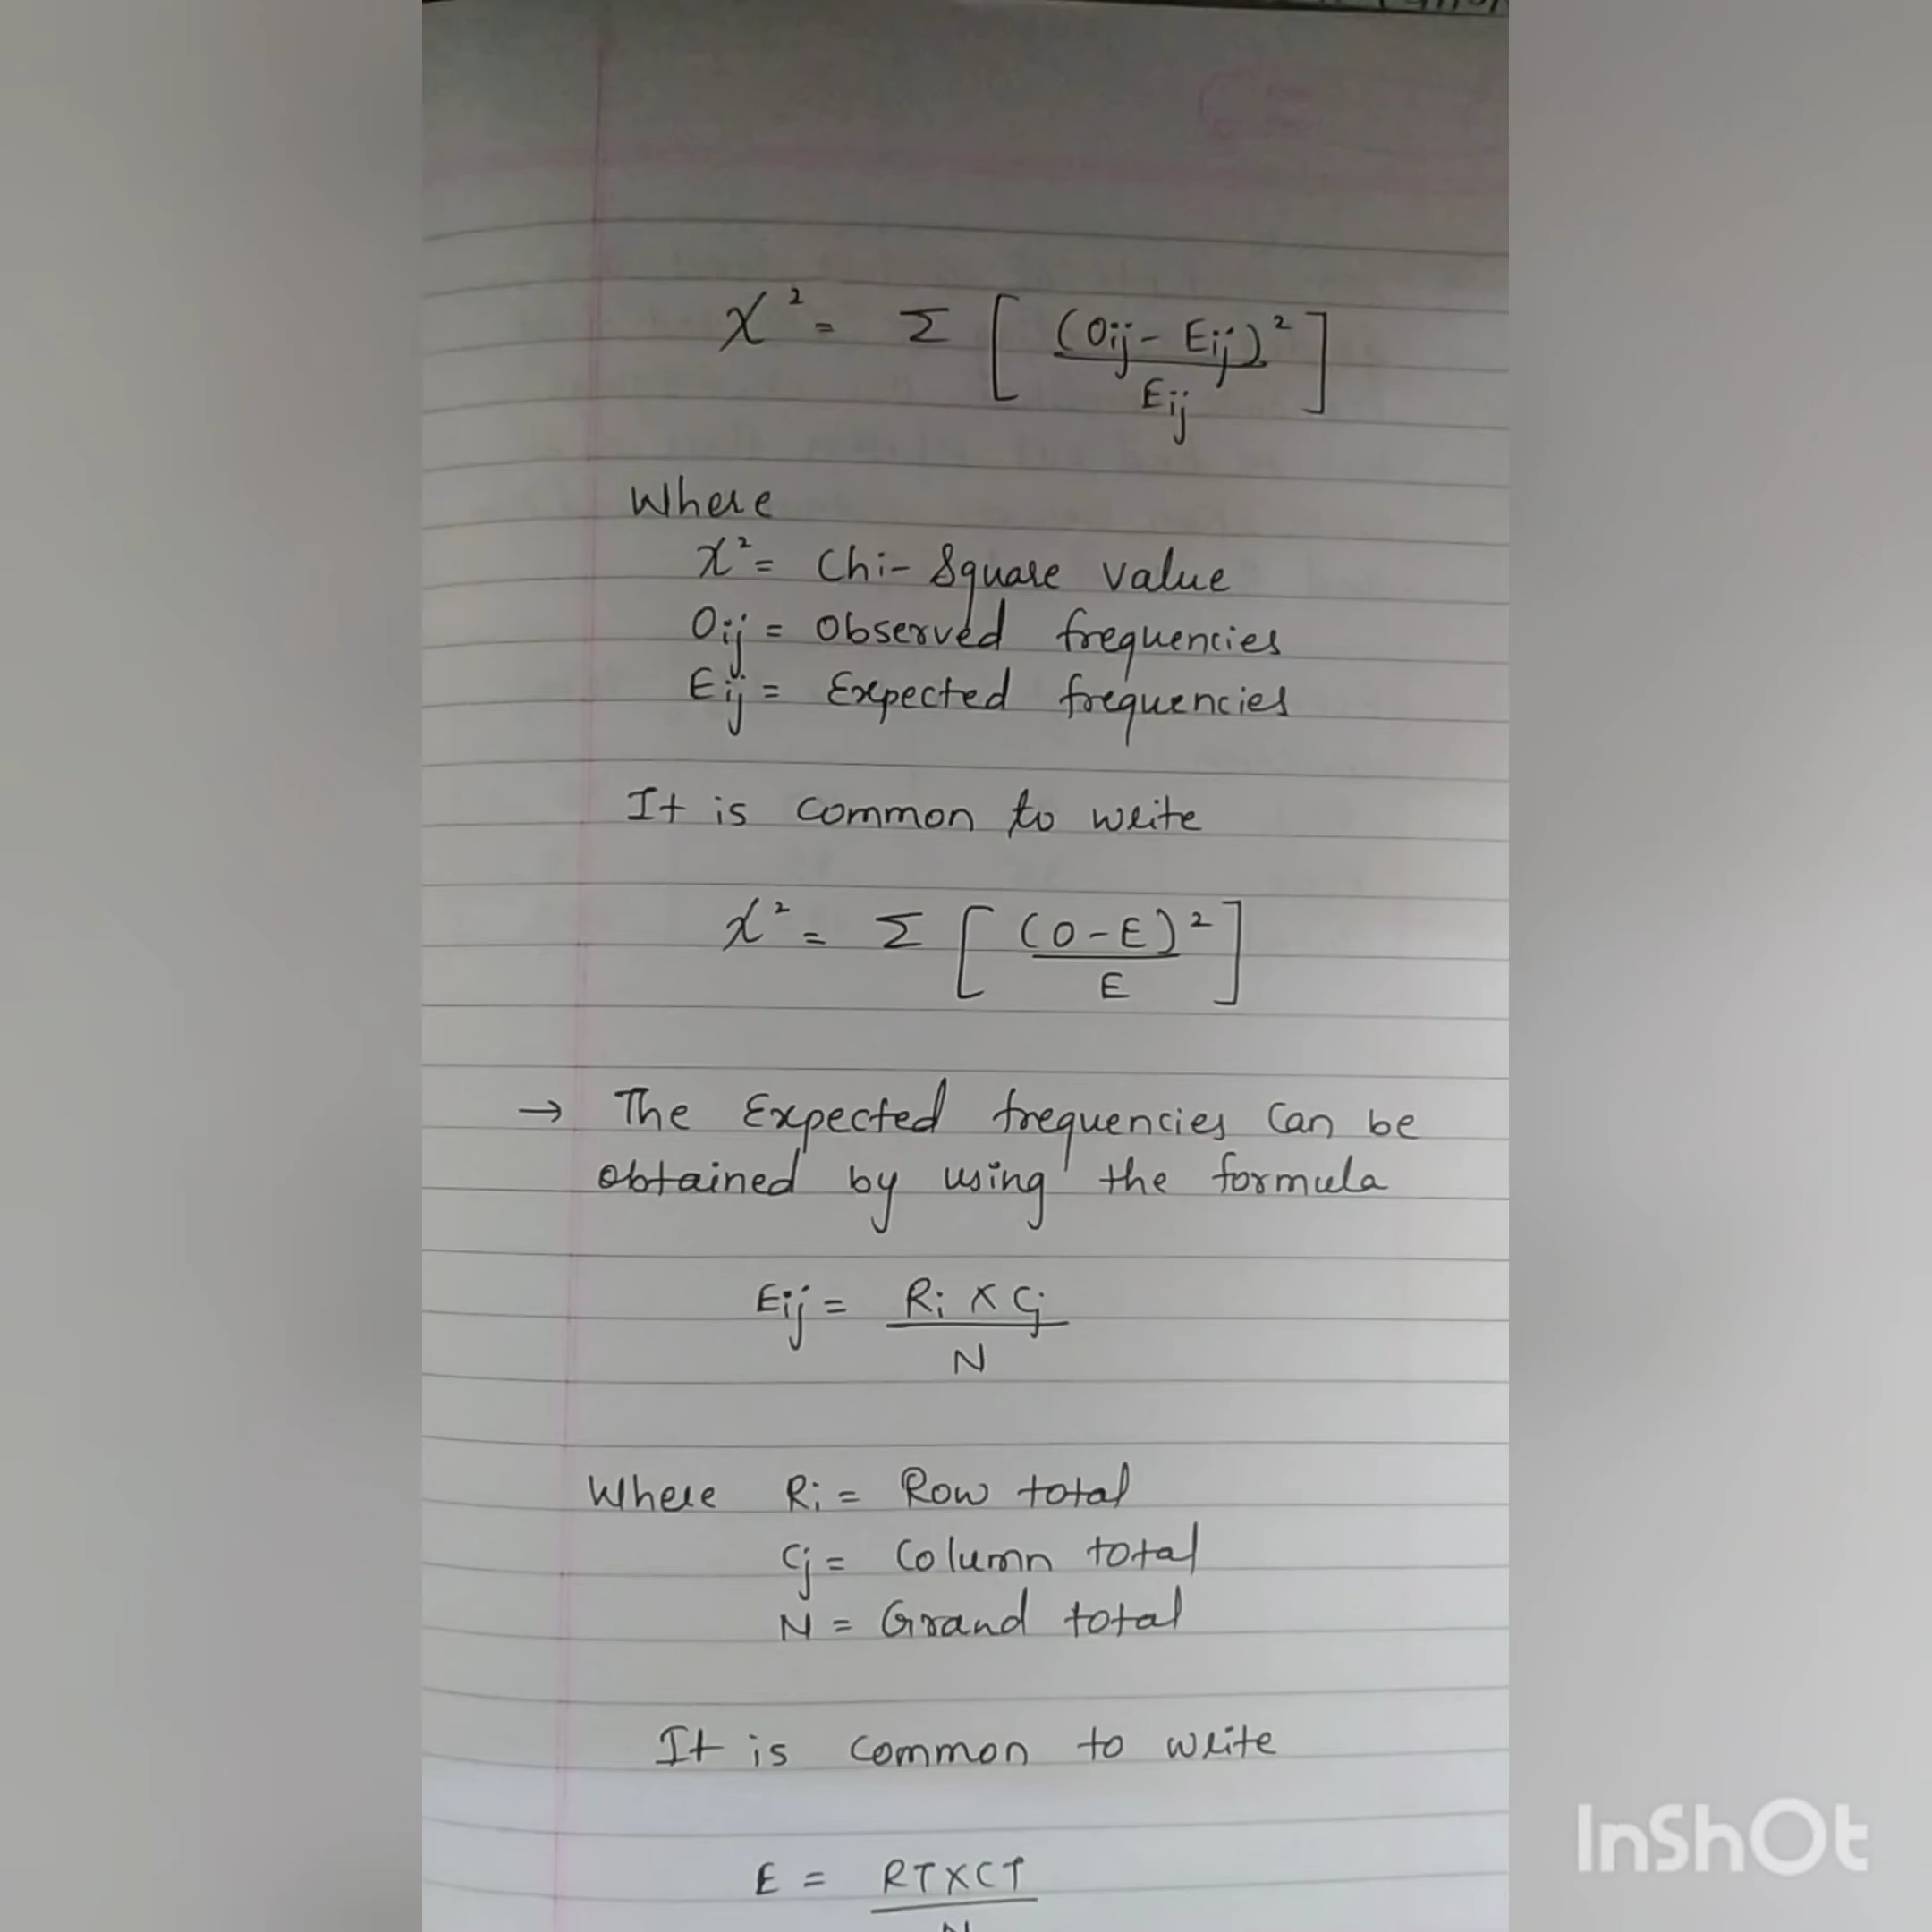 χ² = Σ [ (Oij - Eij)² / Eij ]
Where
χ² = Chi-Square value
Oij = Observed frequencies
Eij = Expected frequencies
It is common to write
χ² = Σ [ (O-E)² / E ]
→ The Expected frequencies Can be
obtained by using the formula
Eij = Ri X Cj / N
Where Ri = Row total
Cj = Column total
N = Grand total
It is common to write
E = RTXCT / N
InShOt